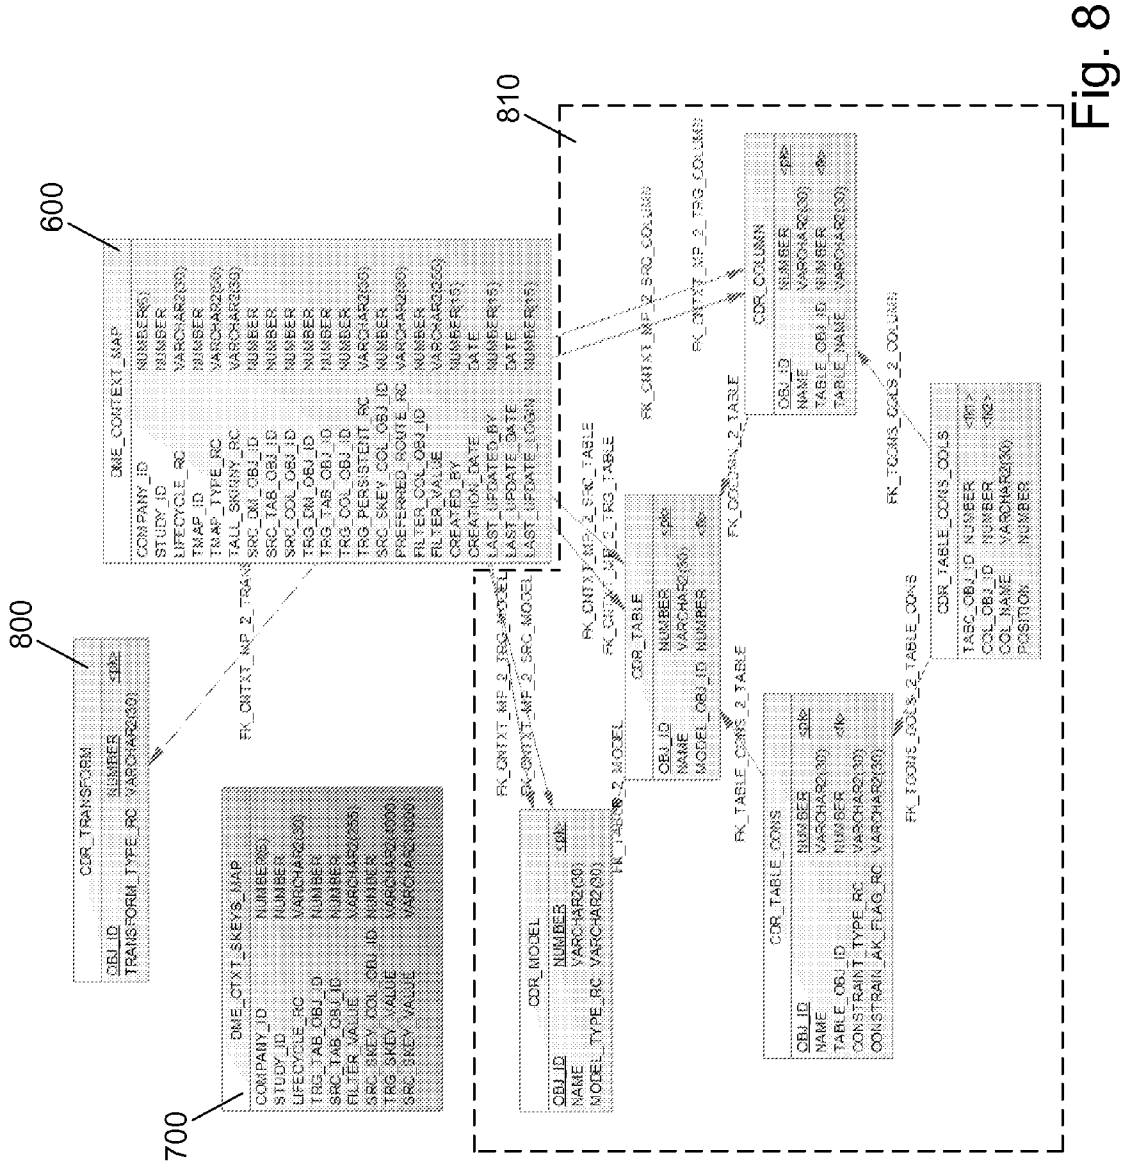 800
CDR_TRANSFORM
OBJ_ID NUMBER <pk>
TRANSFORM_TYPE_RC VARCHAR2(30)
600
DME_CONTEXT_MAP
COMPANY_ID NUMBER(5)
STUDY_ID NUMBER
LIFECYCLE_RC VARCHAR2(30)
TMAP_ID NUMBER
TMAP_TYPE_RC
TALL_SKINNY_RC VARCHAR2(30)
SRC_DM_OBJ_ID NUMBER
SRC_TAB_OBJ_ID NUMBER
SRC_COL_OBJ_ID NUMBER
TRG_DM_OBJ_ID NUMBER
TRG_TAB_OBJ_ID NUMBER
TRG_COL_OBJ_ID NUMBER
TRG_PERSISTENT_RC
SRC_SKEY_COL_OBJ_ID NUMBER
PREFERRED_ROUTE_RC VARCHAR2(30)
FILTER_COL_OBJ_ID NUMBER
FILTER_VALUE VARCHAR2(255)
CREATED_BY NUMBER(15)
CREATION_DATE DATE
LAST_UPDATED_BY NUMBER(15)
LAST_UPDATE_DATE DATE
LAST_UPDATE_LOGIN NUMBER(15)
FK_CNTXT_MP_2_TRANS
700
DME_CTXT_SKEYS_MAP
COMPANY_ID NUMBER(5)
STUDY_ID NUMBER
LIFECYCLE_RC VARCHAR2(30)
TRG_TAB_OBJ_ID NUMBER
SRC_TAB_OBJ_ID NUMBER
FILTER_VALUE VARCHAR2(255)
SRC_SKEY_COL_OBJ_ID NUMBER
TRG_SKEY_VALUE VARCHAR2(4000)
SRC_SKEY_VALUE VARCHAR2(4000)
810
FK_CNTXT_MP_2_TRG_MODEL
FK_CNTXT_MP_2_SRC_MODEL
FK_CNTXT_MP_2_SRC_TABLE
FK_CNTXT_MP_2_TRG_TABLE
FK_CNTXT_MP_2_SRC_COLUMN
FK_CNTXT_MP_2_TRG_COLUMN
CDR_MODEL
OBJ_ID NUMBER <pk>
NAME VARCHAR2(30)
MODEL_TYPE_RC VARCHAR2(30)
FK_TABLE_2_MODEL
CDR_TABLE
OBJ_ID NUMBER <pk>
NAME VARCHAR2(30)
MODEL_OBJ_ID NUMBER <fk>
FK_COLUMN_2_TABLE
CDR_COLUMN
OBJ_ID NUMBER <pk>
NAME VARCHAR2(30)
TABLE_OBJ_ID NUMBER <fk>
TABLE_NAME VARCHAR2(30)
FK_TABLE_CONS_2_TABLE
CDR_TABLE_CONS
OBJ_ID NUMBER <pk>
NAME VARCHAR2(30)
TABLE_OBJ_ID NUMBER <fk>
CONSTRAINT_TYPE_RC VARCHAR2(30)
CONSTRAIN_AK_FLAG_RC VARCHAR2(30)
FK_TCONS_COLS_2_TABLE_CONS
FK_TCONS_COLS_2_COLUMN
CDR_TABLE_CONS_COLS
TABC_OBJ_ID NUMBER <fk1>
COL_OBJ_ID NUMBER <fk2>
COL_NAME VARCHAR2(30)
POSITION NUMBER
Fig. 8